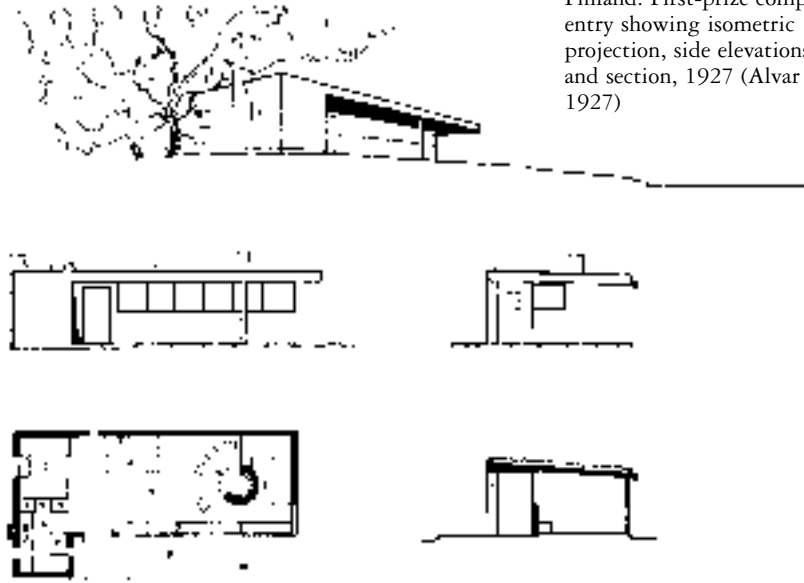 Finland. First-prize comp
entry showing isometric
projection, side elevations
and section, 1927 (Alvar
1927)